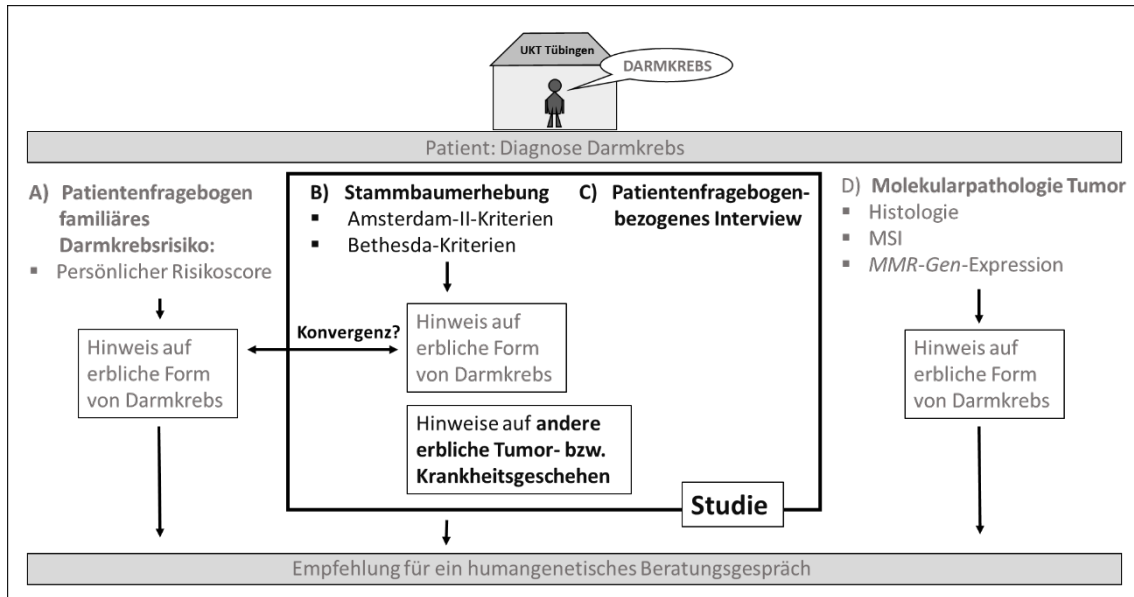 UKT Tübingen
DARMKREBS
Patient: Diagnose Darmkrebs
A) Patientenfragebogen
familiäres
Darmkrebsrisiko:
▪ Persönlicher Risikoscore
Hinweis auf
erbliche Form
von Darmkrebs
Konvergenz?
B) Stammbaumerhebung
▪ Amsterdam-II-Kriterien
▪ Bethesda-Kriterien
Hinweis auf
erbliche Form
von Darmkrebs
Hinweise auf andere
erbliche Tumor- bzw.
Krankheitsgeschehen
C) Patientenfragebogen-
bezogenes Interview
Studie
D) Molekularpathologie Tumor
▪ Histologie
▪ MSI
▪ MMR-Gen-Expression
Hinweis auf
erbliche Form
von Darmkrebs
Empfehlung für ein humangenetisches Beratungsgespräch